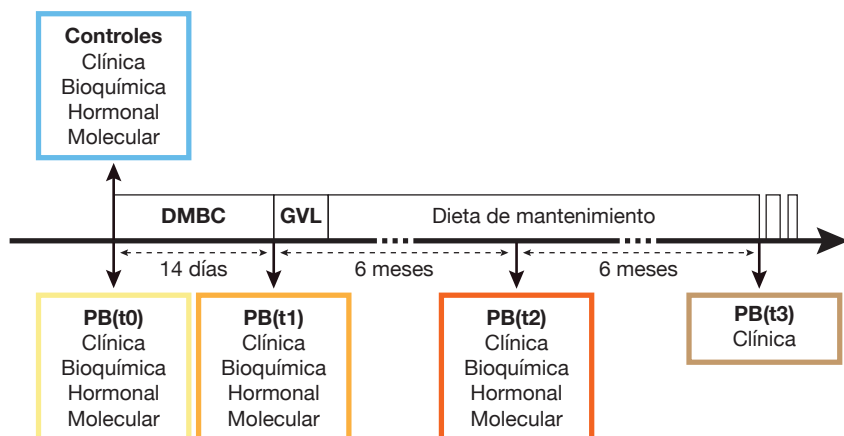 Controles
Clínica
Bioquímica
Hormonal
Molecular
DMBC GVL Dieta de mantenimiento
14 días 6 meses 6 meses
PB(t0)
Clínica
Bioquímica
Hormonal
Molecular
PB(t1)
Clínica
Bioquímica
Hormonal
Molecular
PB(t2)
Clínica
Bioquímica
Hormonal
Molecular
PB(t3)
Clínica